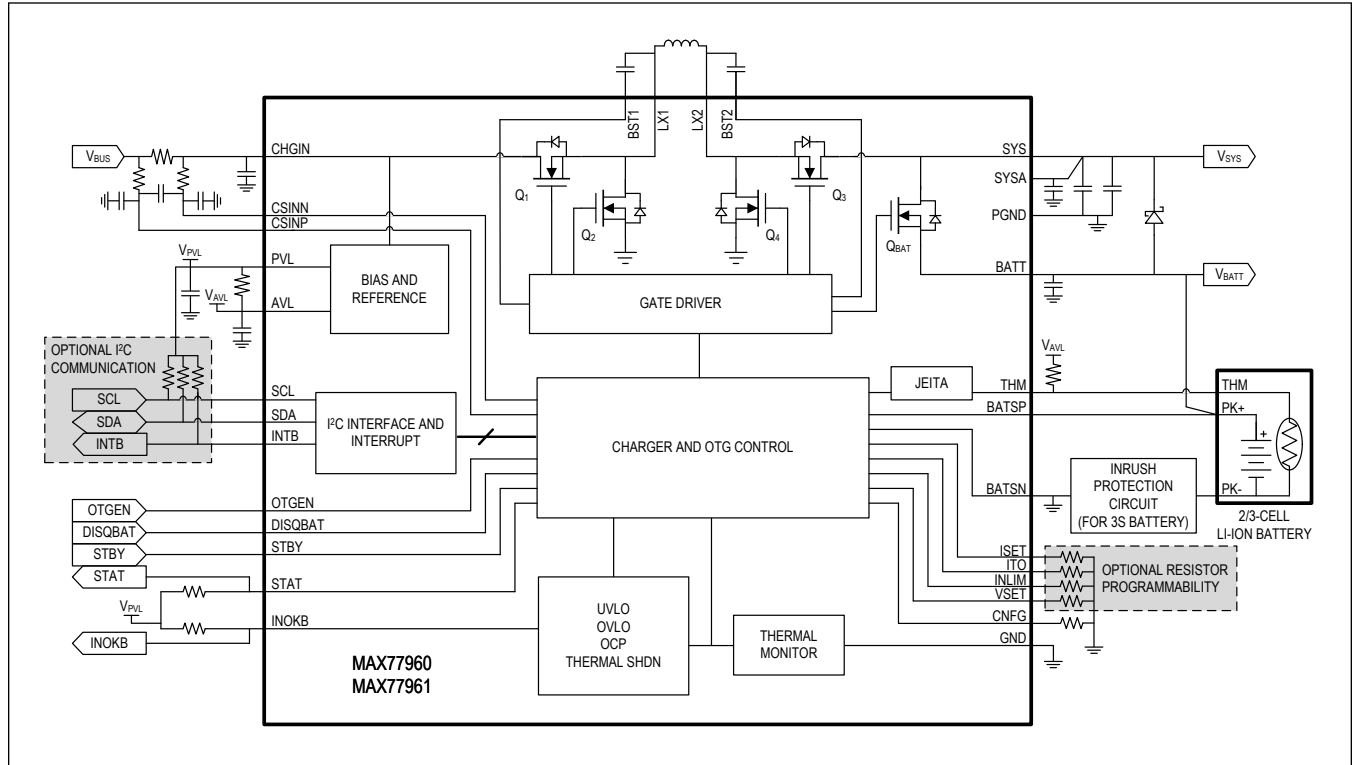 BST1
LX1
LX2
BST2
VBUS
CHGIN
SYS
VSYS
SYSA
Q1
Q3
CSINN
PGND
CSINP
Q2
Q4
QBAT
VPVL
PVL
BATT
VBATT
BIAS AND
REFERENCE
GATE DRIVER
VAVL
AVL
VAVL
OPTIONAL I²C
COMMUNICATION
JEITA
THM
THM
SCL
SCL
BATSP
PK+
SDA
SDA
I²C INTERFACE AND
INTERRUPT
INTB
INTB
CHARGER AND OTG CONTROL
+
INRUSH
PROTECTION
CIRCUIT
(FOR 3S BATTERY)
BATSN
PK-
OTGEN
OTGEN
2/3-CELL
LI-ION BATTERY
DISQBAT
DISQBAT
STBY
STBY
ISET
ITO
INLIM
VSET
OPTIONAL RESISTOR
PROGRAMMABILITY
STAT
STAT
VPVL
CNFG
INOKB
INOKB
UVLO
OVLO
OCP
THERMAL SHDN
THERMAL
MONITOR
GND
MAX77960
MAX77961